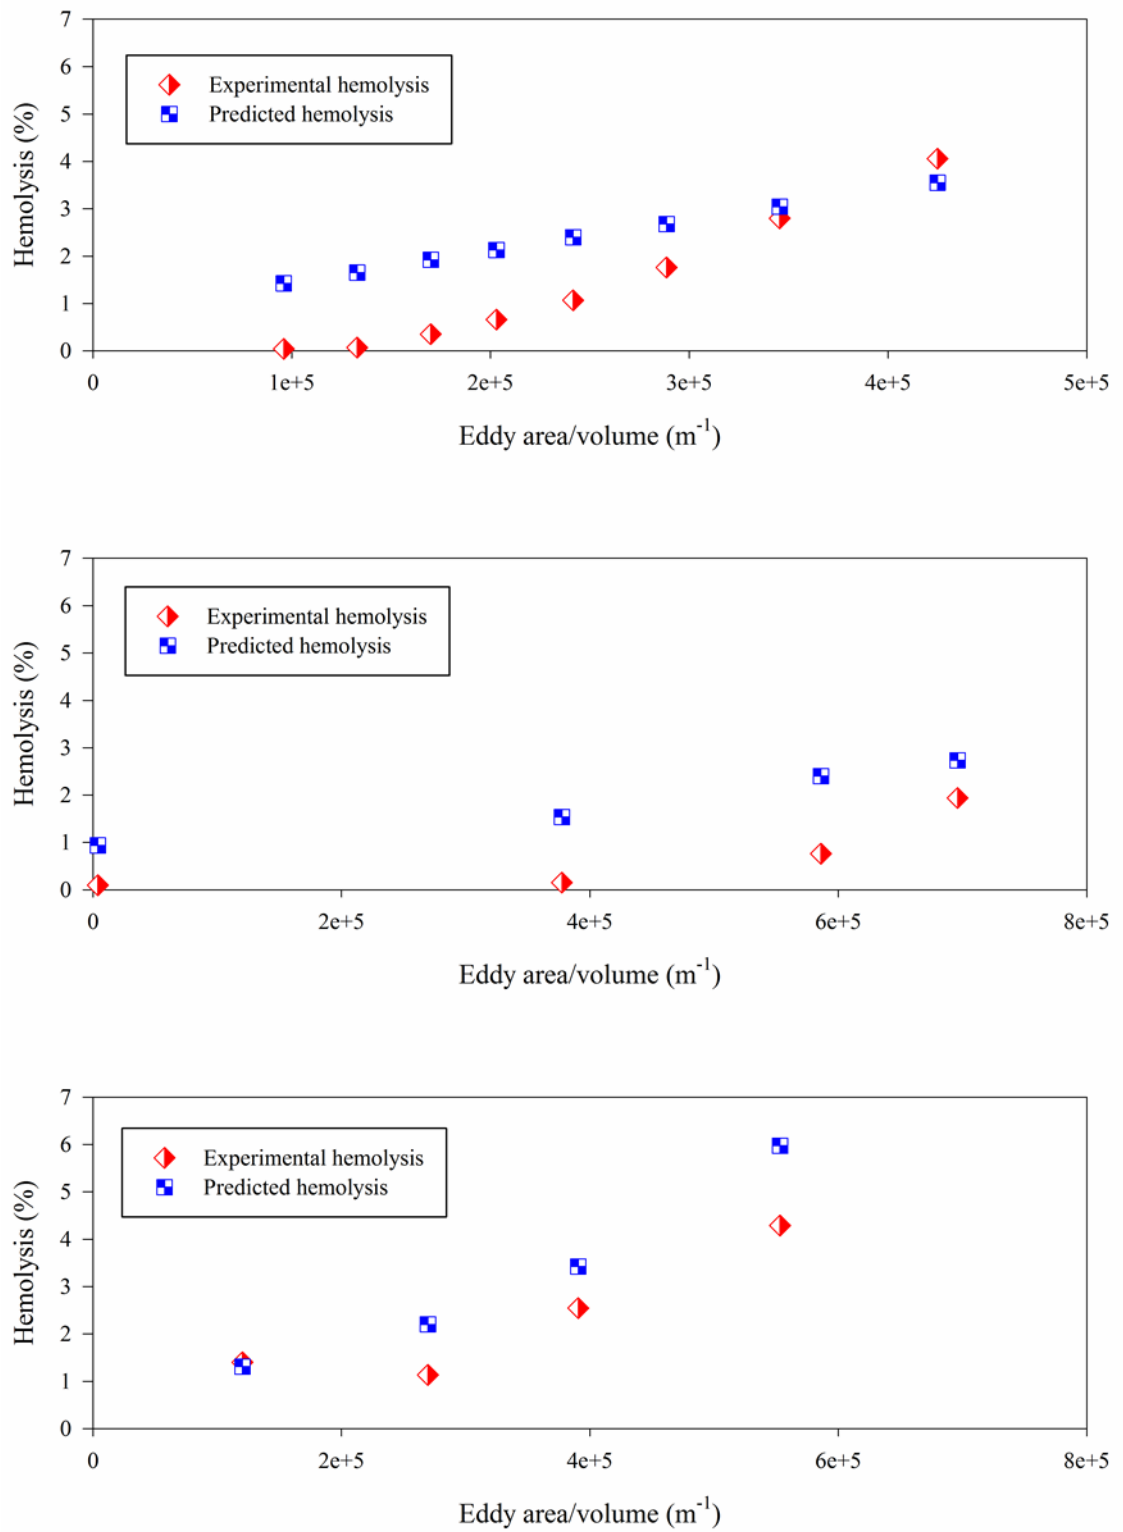 7
6
5
4
3
2
1
0
Hemolysis (%)
Experimental hemolysis
Predicted hemolysis
0 1e+5 2e+5 3e+5 4e+5 5e+5
Eddy area/volume (m⁻¹)
7
6
5
4
3
2
1
0
Hemolysis (%)
Experimental hemolysis
Predicted hemolysis
0 2e+5 4e+5 6e+5 8e+5
Eddy area/volume (m⁻¹)
7
6
5
4
3
2
1
0
Hemolysis (%)
Experimental hemolysis
Predicted hemolysis
0 2e+5 4e+5 6e+5 8e+5
Eddy area/volume (m⁻¹)